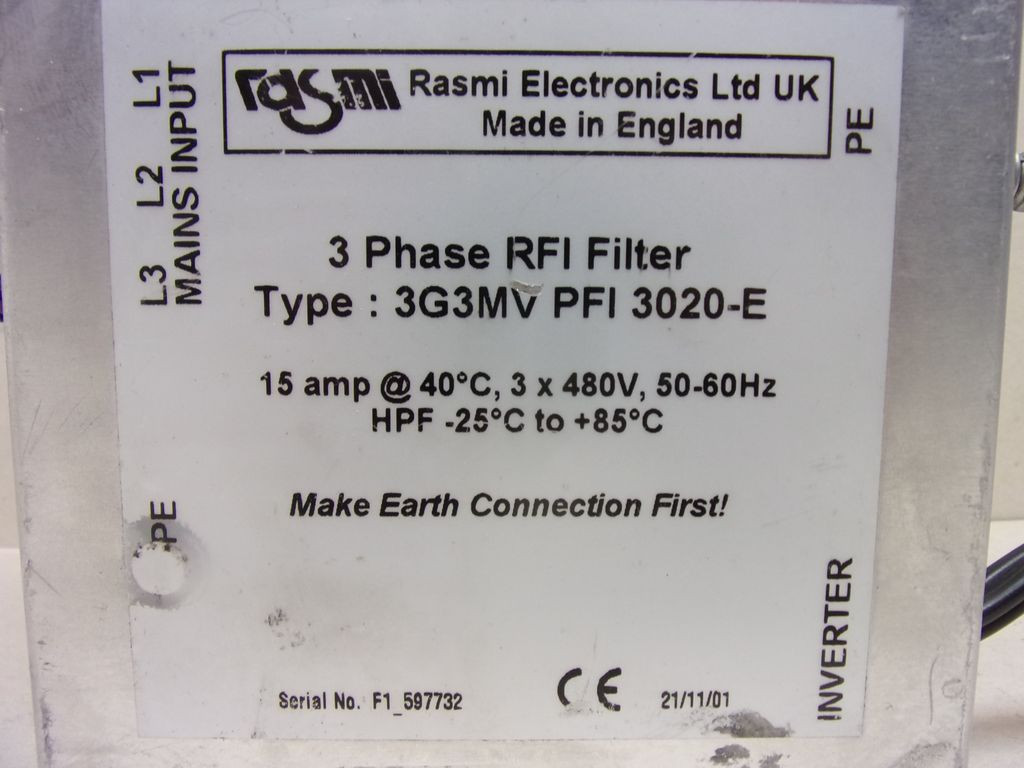 rasmi Rasmi Electronics Ltd UK
Made in England
L3 L2 L1
MAINS INPUT
PE
3 Phase RFI Filter
Type : 3G3MV PFI 3020-E
15 amp @ 40°C, 3 x 480V, 50-60Hz
HPF -25°C to +85°C
Make Earth Connection First!
PE
INVERTER
Serial No. F1_597732 CE 21/11/01